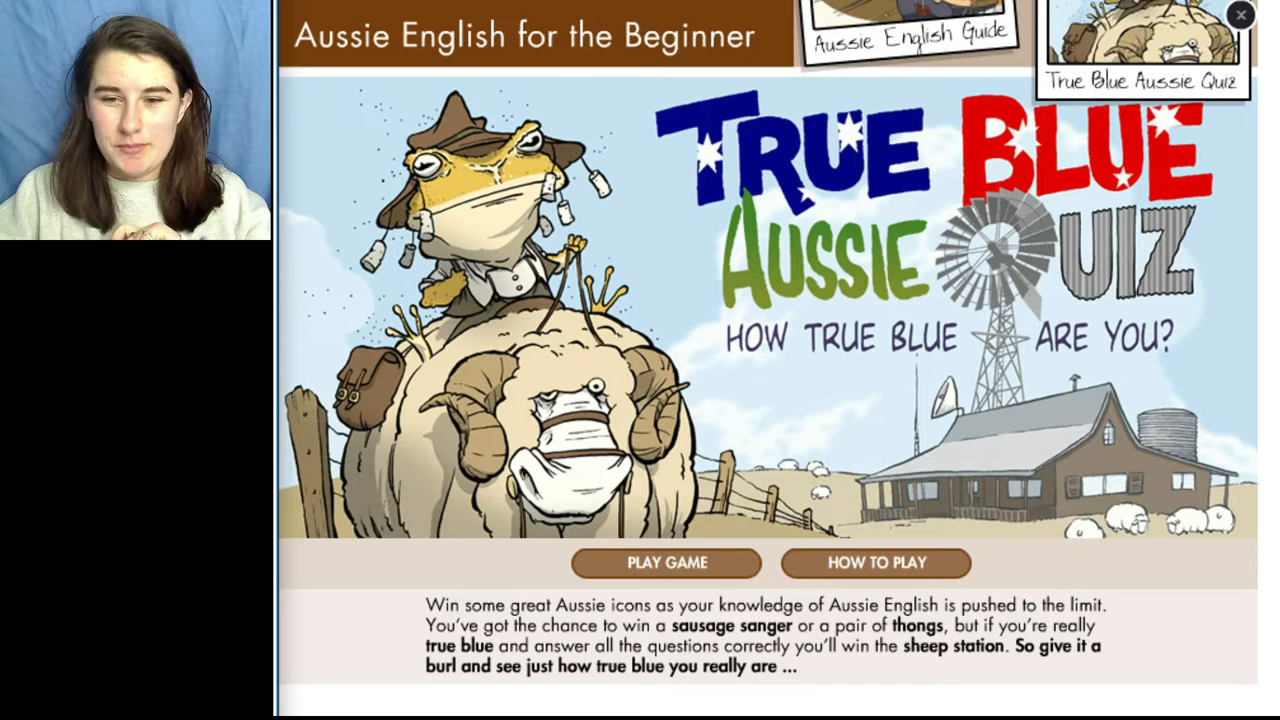 Aussie English for the Beginner
Aussie English Guide
True Blue Aussie Quiz
TRUE BLUE
AUSSIE QUIZ
HOW TRUE BLUE ARE YOU?
PLAY GAME
HOW TO PLAY
Win some great Aussie icons as your knowledge of Aussie English is pushed to the limit.
You've got the chance to win a sausage sanger or a pair of thongs, but if you're really
true blue and answer all the questions correctly you'll win the sheep station. So give it a
burl and see just how true blue you really are ...